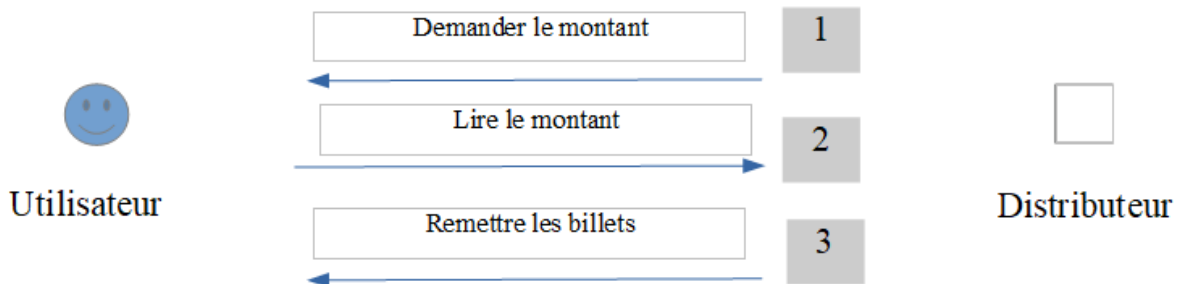 Demander le montant
1
Lire le montant
2
Utilisateur
Distributeur
Remettre les billets
3